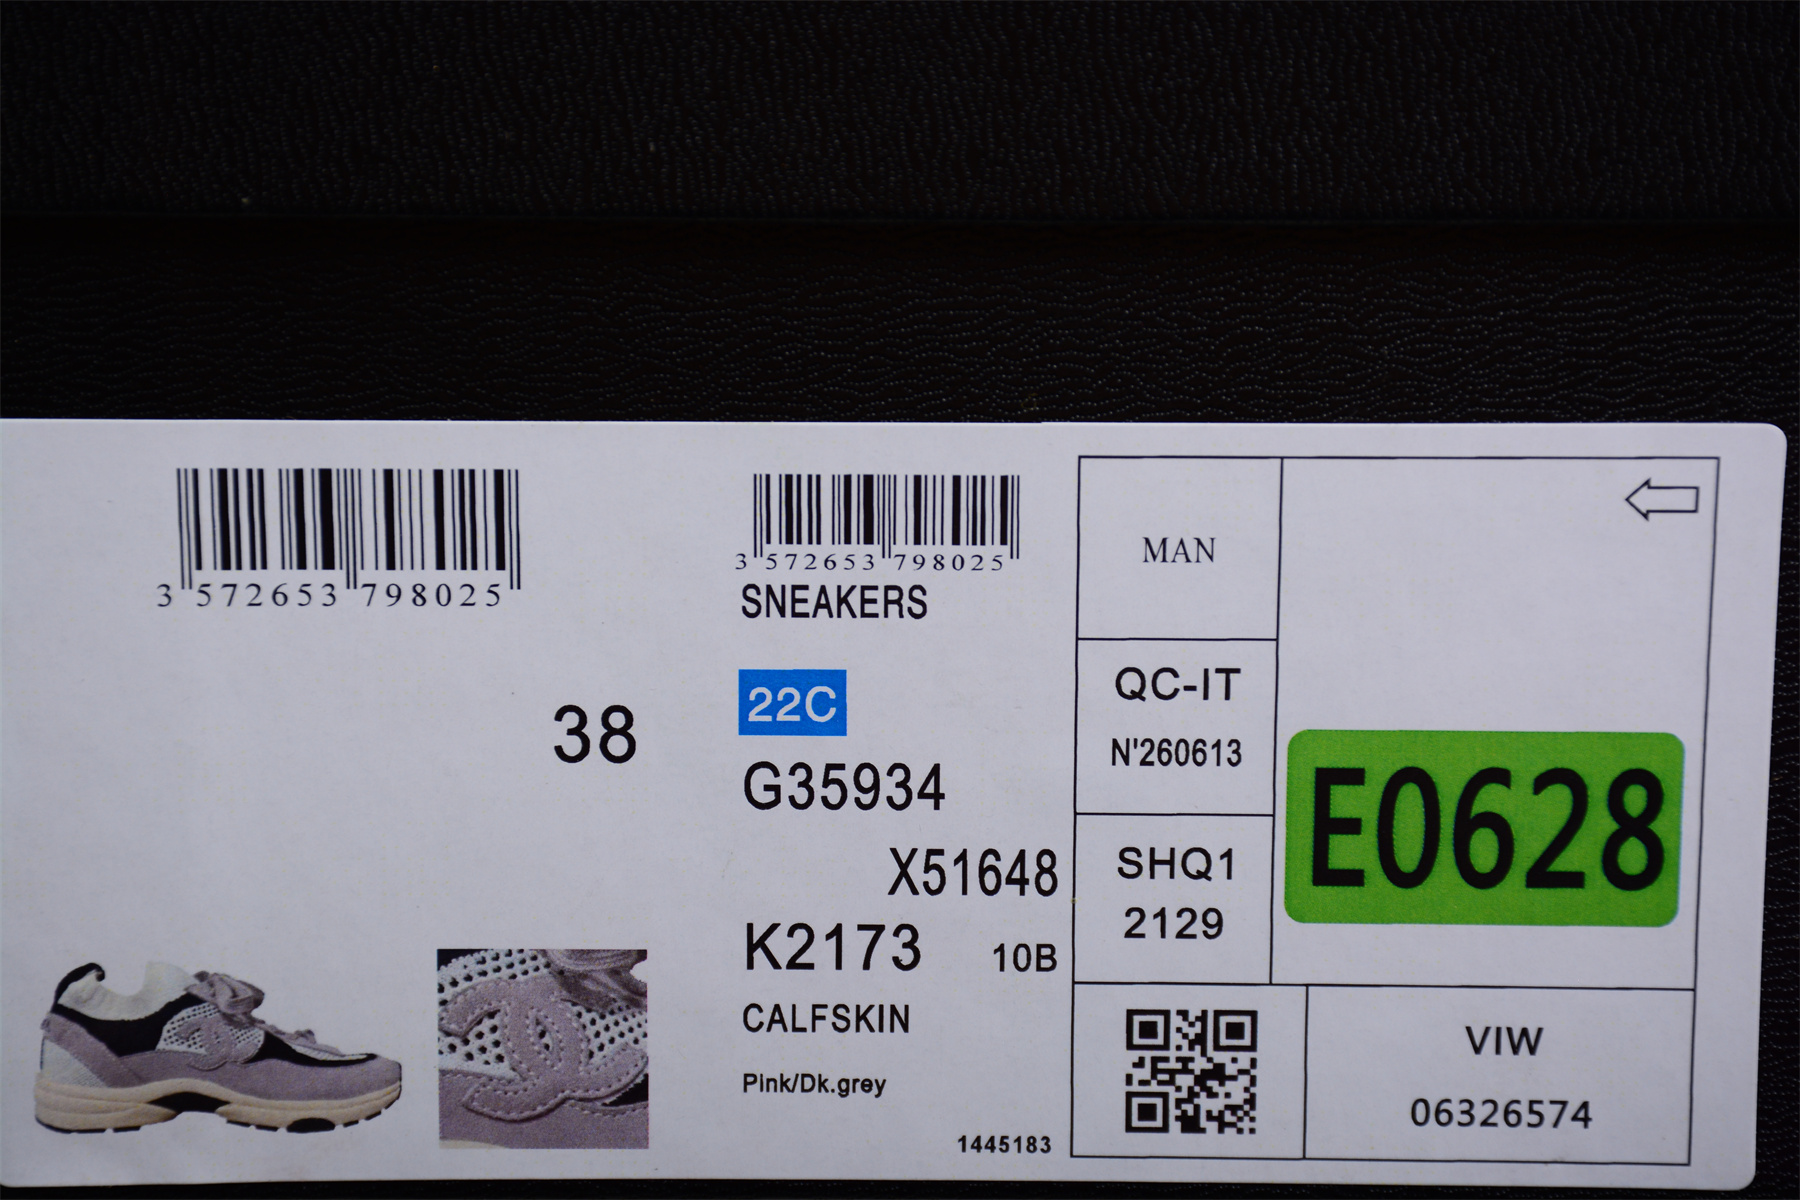 3 572653 798025
38
3 572653 798025
SNEAKERS
22C
G35934
X51648
K2173 10B
CALFSKIN
Pink/Dk.grey
1445183
MAN
QC-IT
N'260613
SHQ1
2129
E0628
VIW
06326574